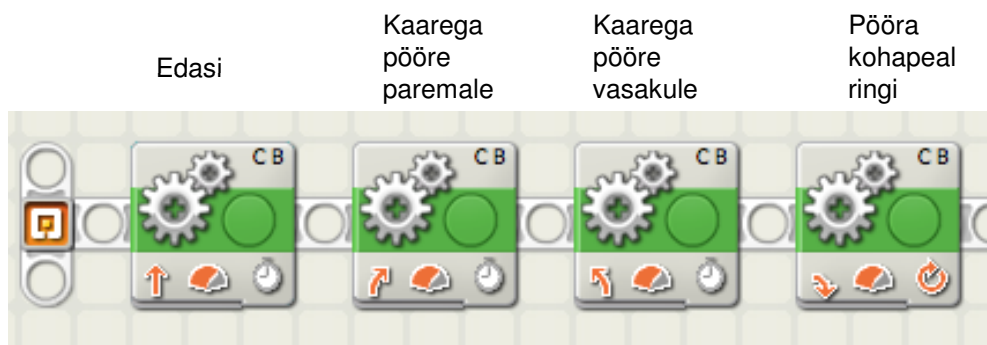 Edasi
Kaarega
pööre
paremale
Kaarega
pööre
vasakule
Pööra
kohapeal
ringi
C B
C B
C B
C B